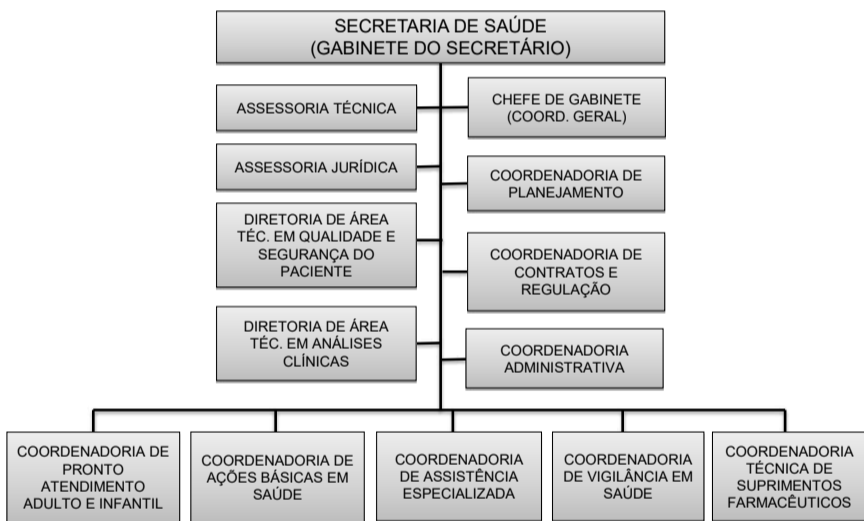 SECRETARIA DE SAÚDE
(GABINETE DO SECRETÁRIO)
ASSESSORIA TÉCNICA
CHEFE DE GABINETE
(COORD. GERAL)
ASSESSORIA JURÍDICA
COORDENADORIA DE
PLANEJAMENTO
DIRETORIA DE ÁREA
TÉC. EM QUALIDADE E
SEGURANÇA DO
PACIENTE
COORDENADORIA DE
CONTRATOS E
REGULAÇÃO
DIRETORIA DE ÁREA
TÉC. EM ANÁLISES
CLÍNICAS
COORDENADORIA
ADMINISTRATIVA
COORDENADORIA DE
PRONTO
ATENDIMENTO
ADULTO E INFANTIL
COORDENADORIA DE
AÇÕES BÁSICAS EM
SAÚDE
COORDENADORIA
DE ASSISTÊNCIA
ESPECIALIZADA
COORDENADORIA
DE VIGILÂNCIA EM
SAÚDE
COORDENADORIA
TÉCNICA DE
SUPRIMENTOS
FARMACÊUTICOS